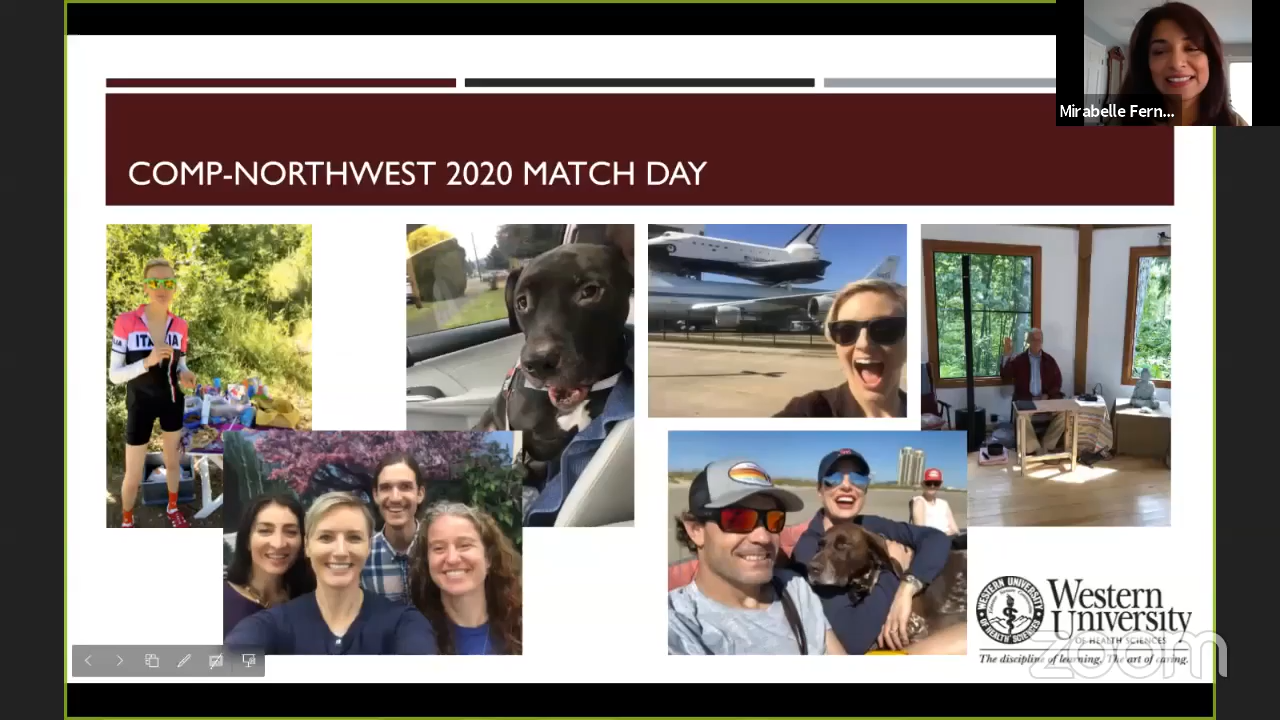 Mirabelle Fern...
COMP-NORTHWEST 2020 MATCH DAY
ITALIA
Western
University
OF HEALTH SCIENCES
WESTERN UNIVERSITY
OF HEALTH SCIENCES
The discipline of learning. The art of caring.
zoom